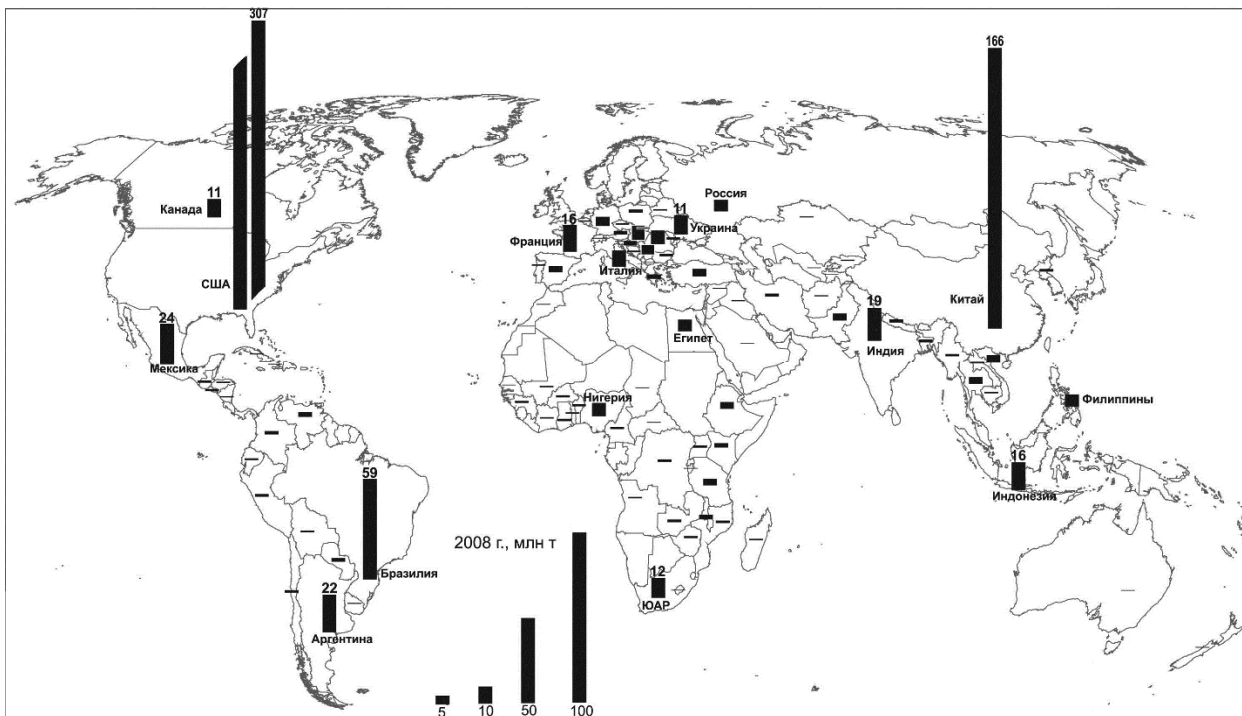 307
166
11
Канада
Россия
16
11
Украина
Франция
Италия
США
Китай
24
Мексика
19
Индия
Египет
Нигерия
Филиппины
59
16
Индонезия
2008 г., млн т
Бразилия
12
ЮАР
22
Аргентина
5
10
50
100